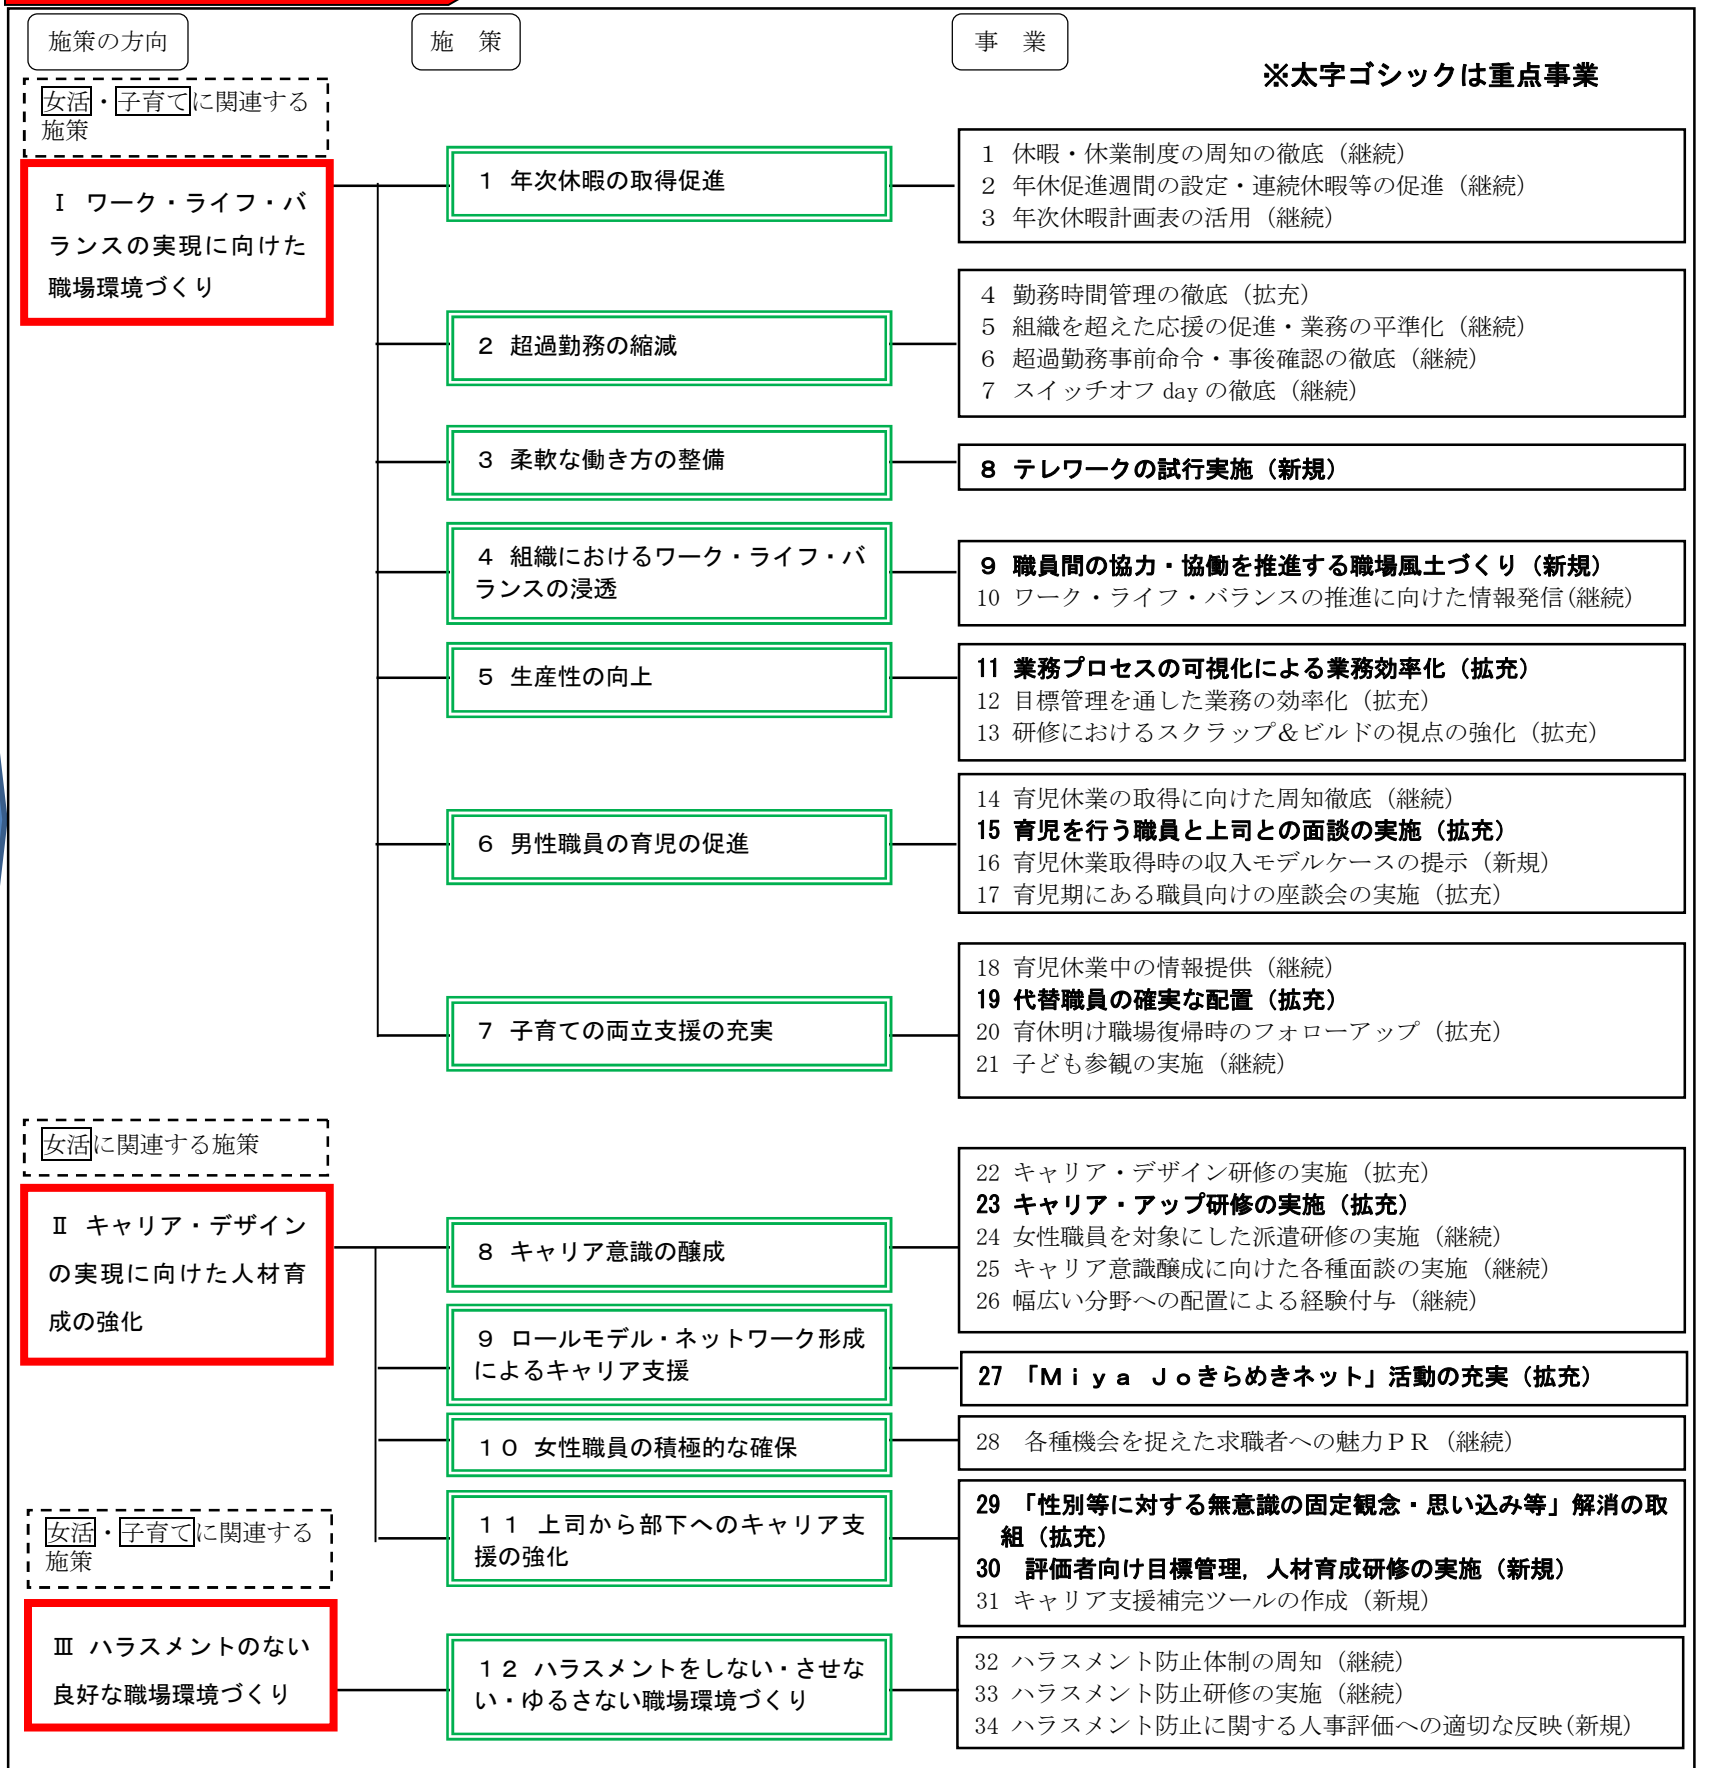 施策の方向
施　策
事　業
※太字ゴシックは重点事業
女活・子育てに関連する
施策
Ⅰ　ワーク・ライフ・バ
ランスの実現に向けた
職場環境づくり
１　年次休暇の取得促進
１　休暇・休業制度の周知の徹底（継続）
２　年休促進週間の設定・連続休暇等の促進（継続）
３　年次休暇計画表の活用（継続）
２　超過勤務の縮減
４　勤務時間管理の徹底（拡充）
５　組織を超えた応援の促進・業務の平準化（継続）
６　超過勤務事前命令・事後確認の徹底（継続）
７　スイッチオフ day の徹底（継続）
３　柔軟な働き方の整備
８　テレワークの試行実施（新規）
４　組織におけるワーク・ライフ・バ
ランスの浸透
９　職員間の協力・協働を推進する職場風土づくり（新規）
10 ワーク・ライフ・バランスの推進に向けた情報発信(継続)
５　生産性の向上
11 業務プロセスの可視化による業務効率化（拡充）
12 目標管理を通した業務の効率化（拡充）
13 研修におけるスクラップ＆ビルドの視点の強化（拡充）
６　男性職員の育児の促進
14 育児休業の取得に向けた周知徹底（継続）
15 育児を行う職員と上司との面談の実施（拡充）
16 育児休業取得時の収入モデルケースの提示（新規）
17 育児期にある職員向けの座談会の実施（拡充）
７　子育ての両立支援の充実
18 育児休業中の情報提供（継続）
19 代替職員の確実な配置（拡充）
20 育休明け職場復帰時のフォローアップ（拡充）
21 子ども参観の実施（継続）
女活に関連する施策
Ⅱ　キャリア・デザイン
の実現に向けた人材育
成の強化
８　キャリア意識の醸成
22 キャリア・デザイン研修の実施（拡充）
23 キャリア・アップ研修の実施（拡充）
24 女性職員を対象にした派遣研修の実施（継続）
25 キャリア意識醸成に向けた各種面談の実施（継続）
26 幅広い分野への配置による経験付与（継続）
９　ロールモデル・ネットワーク形成
によるキャリア支援
27 「Ｍｉｙａ　Ｊｏきらめきネット」活動の充実（拡充）
１０　女性職員の積極的な確保
28　各種機会を捉えた求職者への魅力ＰＲ（継続）
１１　上司から部下へのキャリア支
援の強化
29 「性別等に対する無意識の固定観念・思い込み等」解消の取
組（拡充）
30　評価者向け目標管理，人材育成研修の実施（新規）
31 キャリア支援補完ツールの作成（新規）
女活・子育てに関連する
施策
Ⅲ　ハラスメントのない
良好な職場環境づくり
１２　ハラスメントをしない・させな
い・ゆるさない職場環境づくり
32 ハラスメント防止体制の周知（継続）
33 ハラスメント防止研修の実施（継続）
34 ハラスメント防止に関する人事評価への適切な反映(新規)